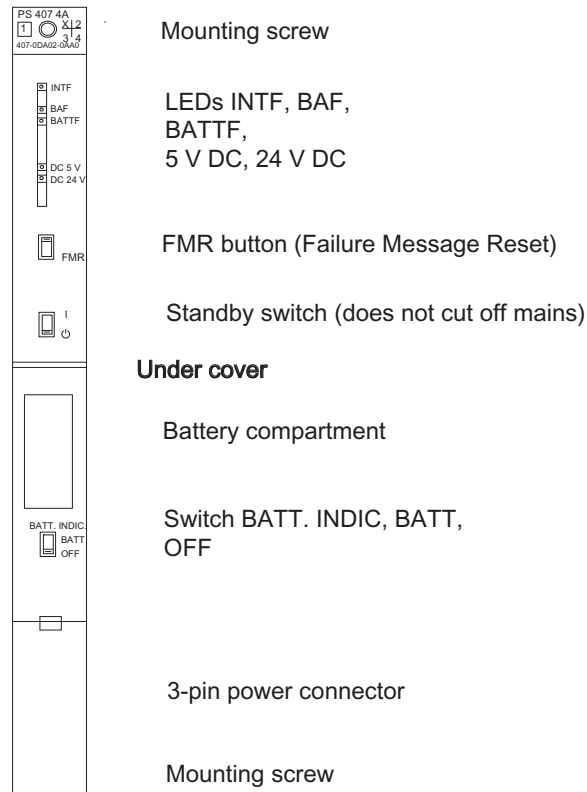 PS 407 4A
1
X 2
3 4
407-0DA02-0AA0
Mounting screw
INTF
BAF
BATTF
DC 5 V
DC 24 V
LEDs INTF, BAF,
BATTF,
5 V DC, 24 V DC
FMR
FMR button (Failure Message Reset)
I
Standby switch (does not cut off mains)
Under cover
Battery compartment
BATT. INDIC.
BATT
OFF
Switch BATT. INDIC, BATT,
OFF
3-pin power connector
Mounting screw